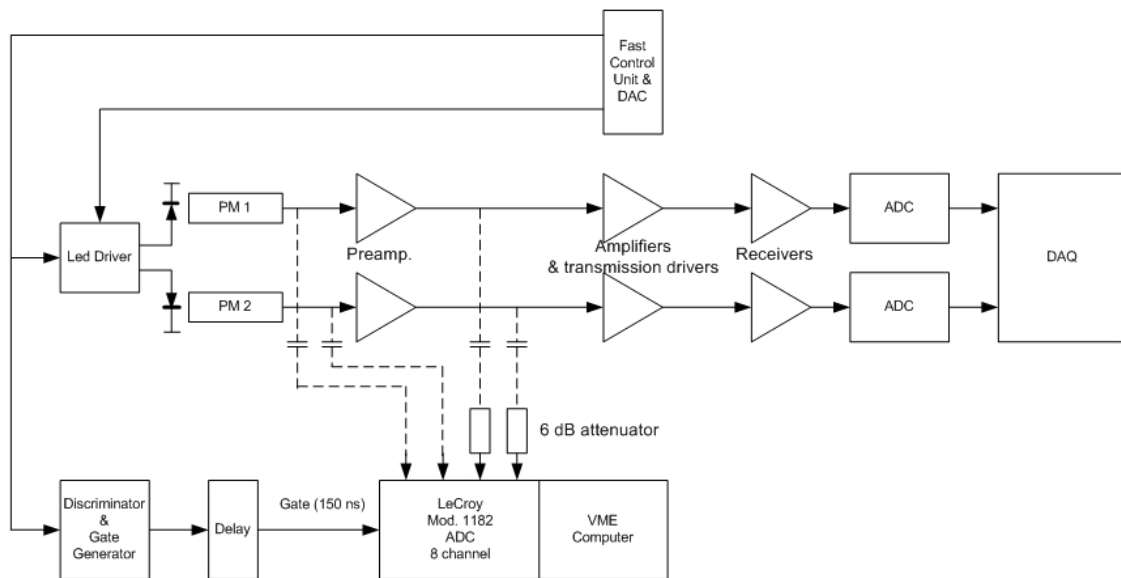 Fast
Control
Unit &
DAC
PM 1
ADC
Led Driver
Preamp.
Amplifiers
& transmission drivers
Receivers
DAQ
PM 2
ADC
6 dB attenuator
Discriminator
&
Gate
Generator
Delay
Gate (150 ns)
LeCroy
Mod. 1182
ADC
8 channel
VME
Computer